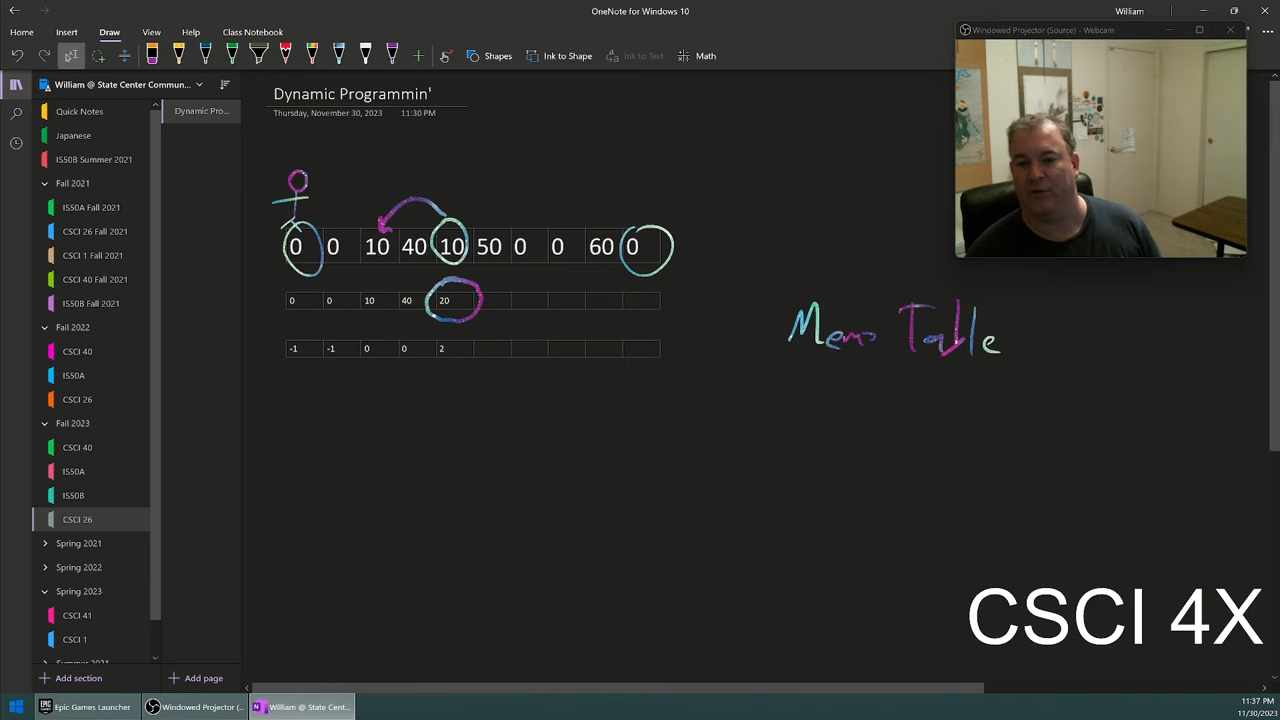 OneNote for Windows 10
William
Home Insert Draw View Help Class Notebook
Windowed Projector (Source) - Webcam
Shapes Ink to Shape Ink to Text Math
William @ State Center Commun...
Dynamic Programmin'
Thursday, November 30, 2023 11:30 PM
Quick Notes
Dynamic Pro...
Japanese
IS50B Summer 2021
Fall 2021
IS50A Fall 2021
CSCI 26 Fall 2021
CSCI 1 Fall 2021
CSCI 40 Fall 2021
IS50B Fall 2021
Fall 2022
CSCI 40
IS50A
CSCI 26
Fall 2023
CSCI 40
IS50A
IS50B
CSCI 26
Spring 2021
Spring 2022
Spring 2023
CSCI 41
CSCI 1
Summer 2021
Add section
Add page
0 0 10 40 10 50 0 0 60 0
0 0 10 40 20
-1 -1 0 0 2
Memo Table
CSCI 4X
Epic Games Launcher
Windowed Projector (...
William @ State Cent...
11:37 PM
11/30/2023